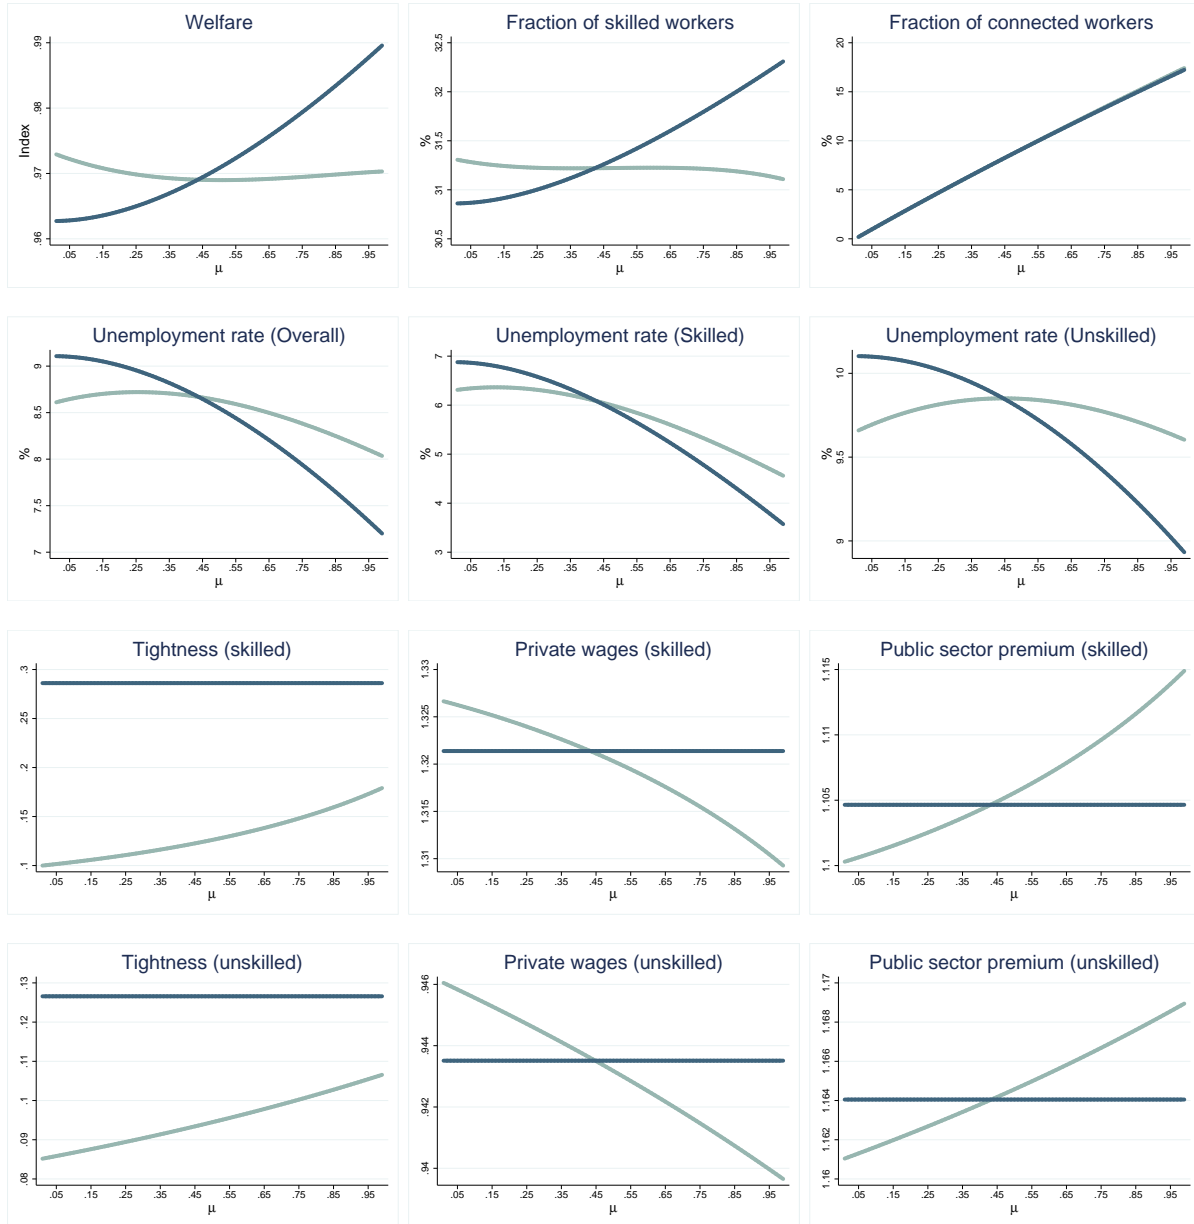 Welfare
.99
.98
.97
.96
Index
.05 .15 .25 .35 .45 .55 .65 .75 .85 .95
μ
Fraction of skilled workers
32.5
32
31.5
31
30.5
%
.05 .15 .25 .35 .45 .55 .65 .75 .85 .95
μ
Fraction of connected workers
20
15
10
5
0
%
.05 .15 .25 .35 .45 .55 .65 .75 .85 .95
μ
Unemployment rate (Overall)
9
8.5
8
7.5
7
%
.05 .15 .25 .35 .45 .55 .65 .75 .85 .95
μ
Unemployment rate (Skilled)
7
6
5
4
3
%
.05 .15 .25 .35 .45 .55 .65 .75 .85 .95
μ
Unemployment rate (Unskilled)
10
9.5
9
%
.05 .15 .25 .35 .45 .55 .65 .75 .85 .95
μ
Tightness (skilled)
.3
.25
.2
.15
.1
.05 .15 .25 .35 .45 .55 .65 .75 .85 .95
μ
Private wages (skilled)
1.33
1.325
1.32
1.315
1.31
.05 .15 .25 .35 .45 .55 .65 .75 .85 .95
μ
Public sector premium (skilled)
1.115
1.11
1.105
1.1
.05 .15 .25 .35 .45 .55 .65 .75 .85 .95
μ
Tightness (unskilled)
.13
.12
.11
.1
.09
.08
.05 .15 .25 .35 .45 .55 .65 .75 .85 .95
μ
Private wages (unskilled)
.946
.944
.942
.94
.05 .15 .25 .35 .45 .55 .65 .75 .85 .95
μ
Public sector premium (unskilled)
1.17
1.168
1.166
1.164
1.162
1.16
.05 .15 .25 .35 .45 .55 .65 .75 .85 .95
μ